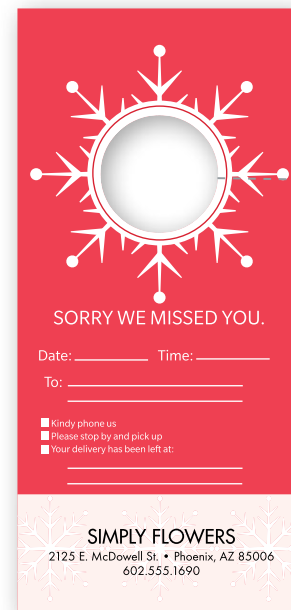 SORRY WE MISSED YOU.
Date: Time:
To:
Kindy phone us
Please stop by and pick up
Your delivery has been left at:
SIMPLY FLOWERS
2125 E. McDowell St. • Phoenix, AZ 85006
602.555.1690